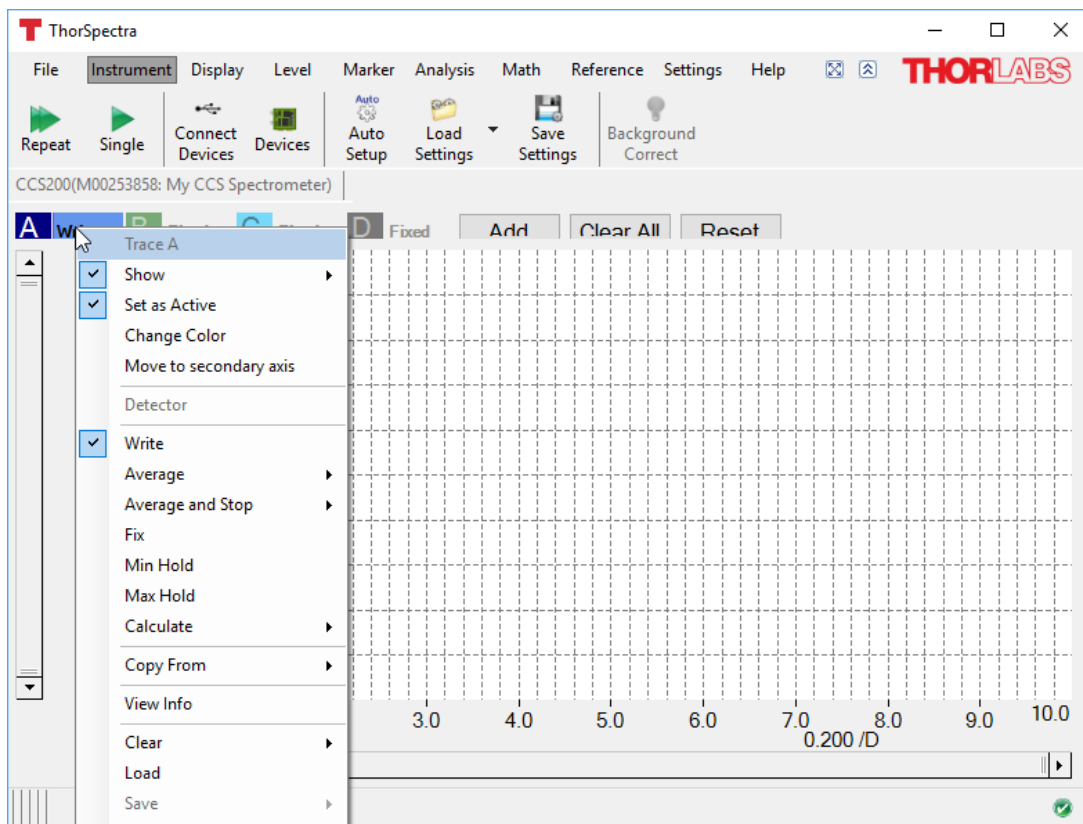 ThorSpectra
File Instrument Display Level Marker Analysis Math Reference Settings Help THORLABS
Auto
Repeat Single Connect Devices Devices Auto Setup Load Settings Save Settings Background Correct
CCS200(M00253858: My CCS Spectrometer)
A B C D Fixed Add Clear All Reset
Trace A
Show
Set as Active
Change Color
Move to secondary axis
Detector
Write
Average
Average and Stop
Fix
Min Hold
Max Hold
Calculate
Copy From
View Info
Clear
Load
Save
3.0 4.0 5.0 6.0 7.0 8.0 9.0 10.0
0.200 /D